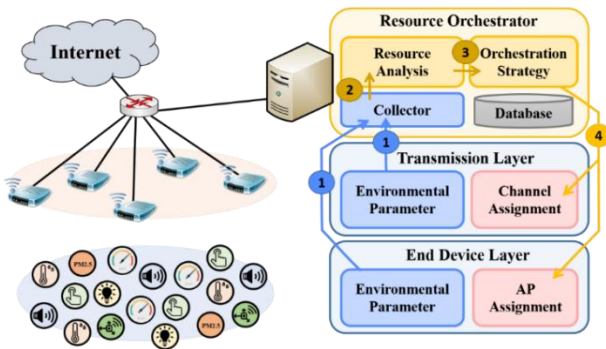 Internet
PM2.5
PM2.5
Resource Orchestrator
Resource
Analysis
3
Orchestration
Strategy
2
Collector
Database
1
1
4
Transmission Layer
Environmental
Parameter
Channel
Assignment
End Device Layer
Environmental
Parameter
AP
Assignment